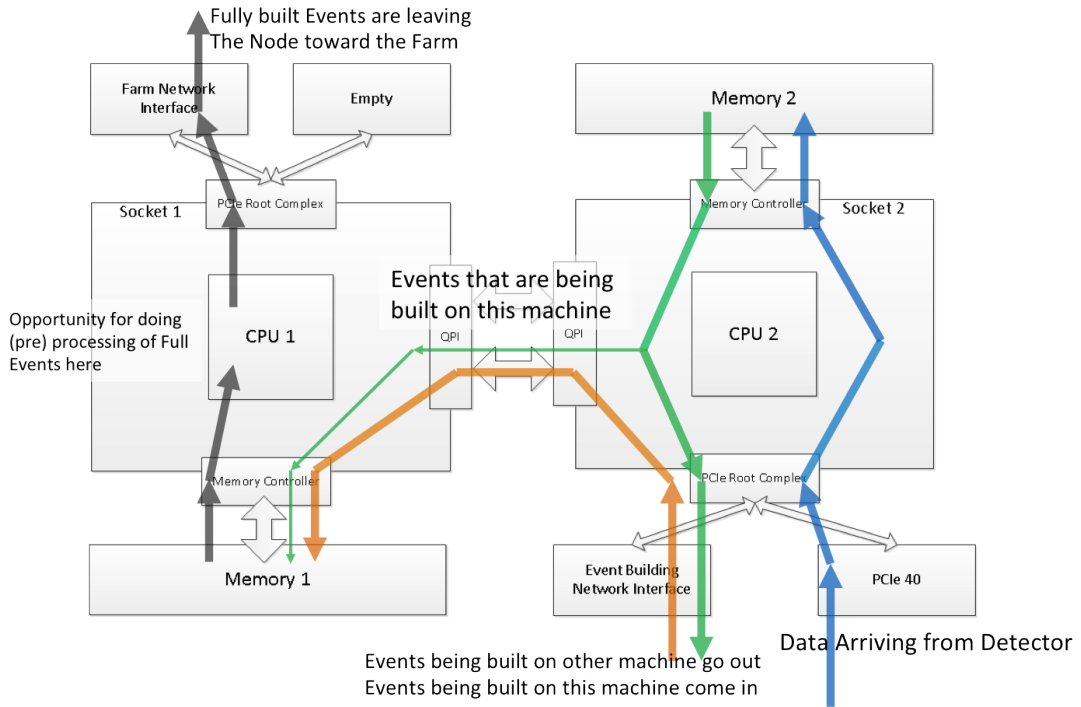 Fully built Events are leaving
The Node toward the Farm
Farm Network
Interface
Empty
Memory 2
PCIe Root Complex
Memory Controller
Socket 1
Socket 2
Events that are being
built on this machine
Opportunity for doing
(pre) processing of Full
Events here
CPU 1
QPI
QPI
CPU 2
Memory Controller
PCIe Root Complex
Memory 1
Event Building
Network Interface
PCIe 40
Data Arriving from Detector
Events being built on other machine go out
Events being built on this machine come in